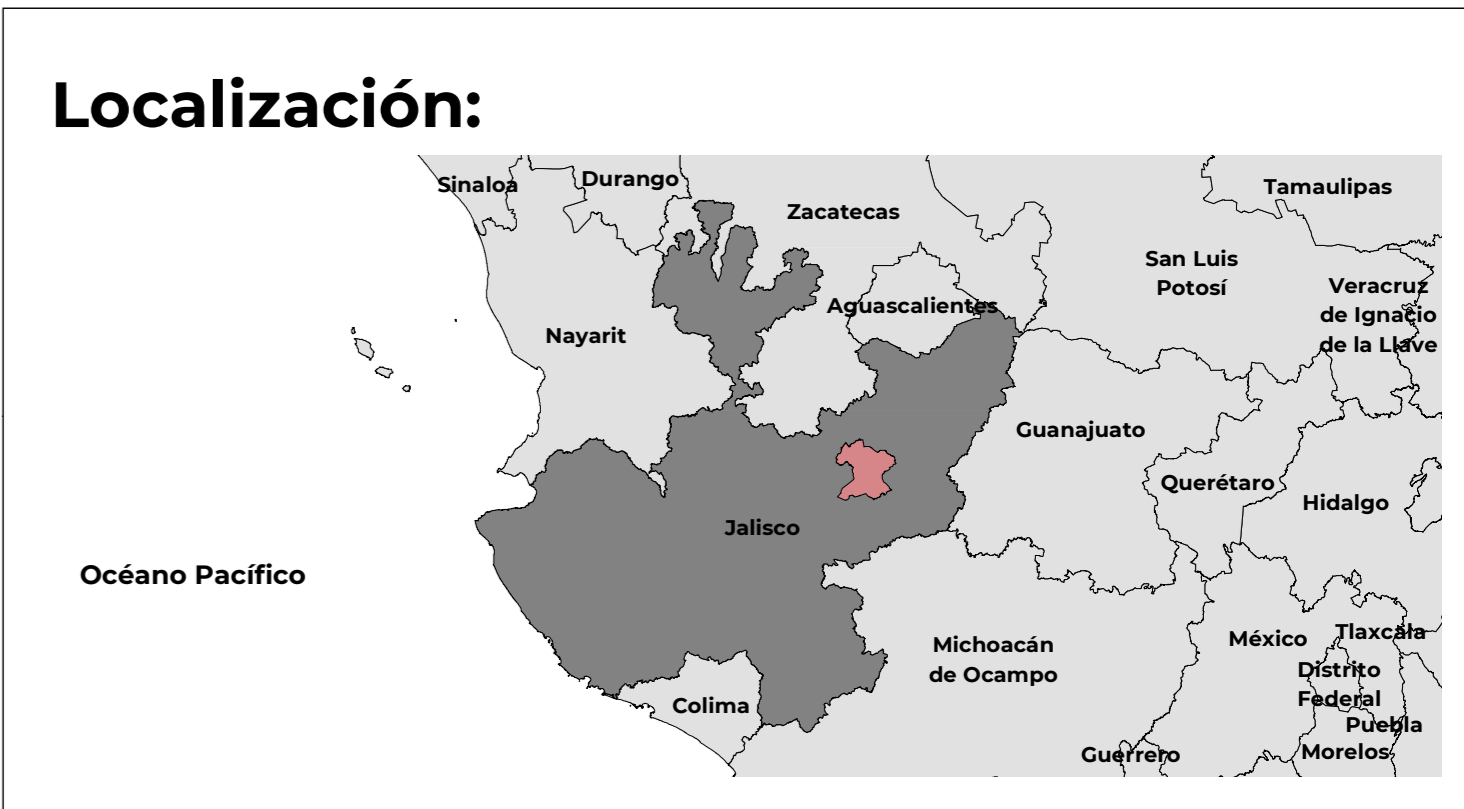 Localización:
Sinaloa
Durango
Tamaulipas
Zacatecas
San Luis
Potosí
Veracruz
de Ignacio
de la Llave
Aguascalientes
Nayarit
Guanajuato
Querétaro
Hidalgo
Jalisco
Océano Pacífico
Michoacán
de Ocampo
México
Tlaxcala
Distrito
Federal
Colima
Puebla
Guerrero
Morelos